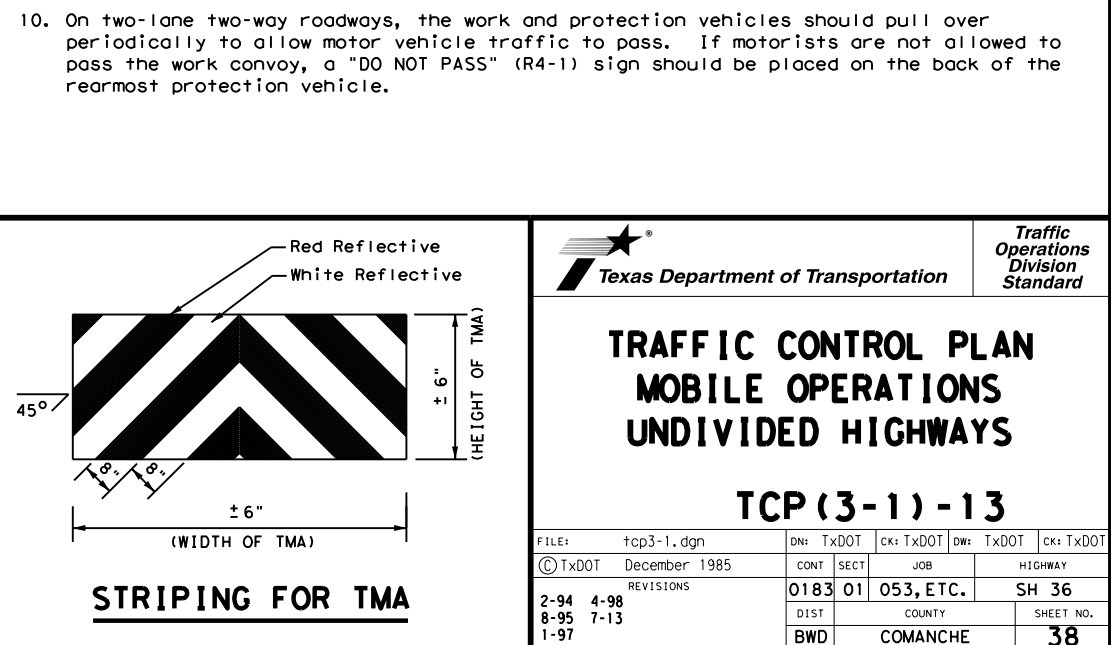 10. On two-lane two-way roadways, the work and protection vehicles should pull over
periodically to allow motor vehicle traffic to pass. If motorists are not allowed to
pass the work convoy, a "DO NOT PASS" (R4-1) sign should be placed on the back of the
rearmost protection vehicle.
Red Reflective
White Reflective
45°
8"
8"
± 6"
(HEIGHT OF TMA)
± 6"
(WIDTH OF TMA)
STRIPING FOR TMA
®
Texas Department of Transportation
Traffic
Operations
Division
Standard
TRAFFIC CONTROL PLAN
MOBILE OPERATIONS
UNDIVIDED HIGHWAYS
TCP(3-1)-13
FILE: tcp3-1.dgn DN: TxDOT CK: TxDOT DW: TxDOT CK: TxDOT
© TxDOT December 1985 CONT SECT JOB HIGHWAY
REVISIONS 0183 01 053,ETC. SH 36
2-94 4-98
8-95 7-13 DIST COUNTY SHEET NO.
1-97 BWD COMANCHE 38